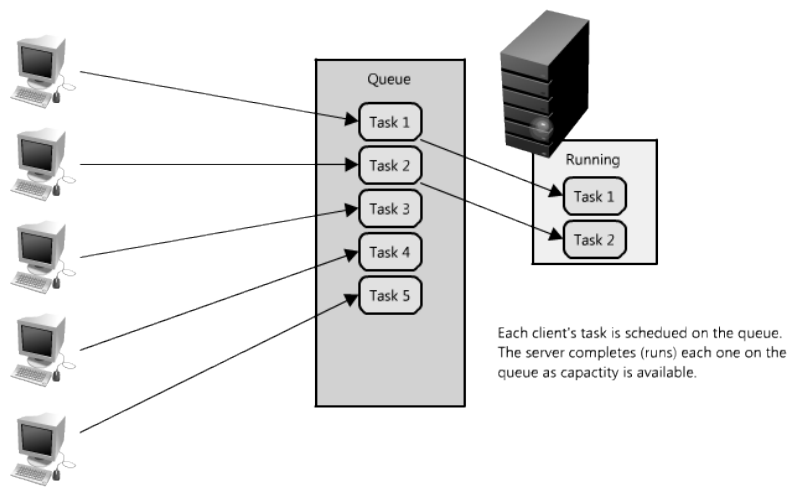 Queue
Task 1
Task 2
Task 3
Task 4
Task 5
Running
Task 1
Task 2
Each client's task is schedued on the queue.
The server completes (runs) each one on the
queue as capactity is available.